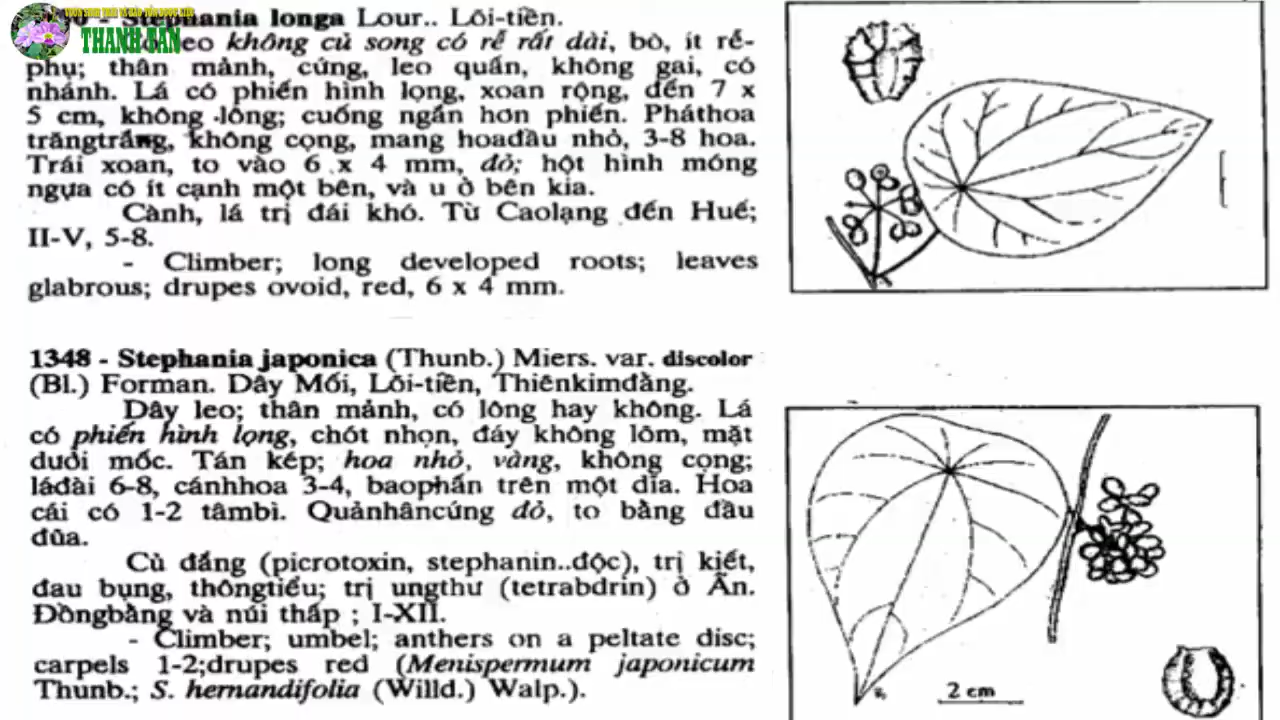 THANH BAN
- Stephania longa Lour.. Lõi-tiền.
leo không củ song có rể rất dài, bò, ít rể-
phụ; thân mảnh, cứng, leo quấn, không gai, có
nhánh. Lá có phiến hình lọng, xoan rộng, đến 7 x
5 cm, không lông; cuống ngắn hơn phiến. Pháthoa
trăngtrắng, không cọng, mang hoađầu nhỏ, 3-8 hoa.
Trái xoan, to vào 6 x 4 mm, đỏ; hột hình móng
ngựa có ít cạnh một bên, và u ở bên kia.
Cành, lá trị đái khó. Từ Caolạng đến Huế;
II-V, 5-8.
- Climber; long developed roots; leaves
glabrous; drupes ovoid, red, 6 x 4 mm.
1348 - Stephania japonica (Thunb.) Miers. var. discolor
(Bl.) Forman. Dây Mối, Lõi-tiền, Thiênkimđằng.
Dây leo; thân mảnh, có lông hay không. Lá
có phiến hình lọng, chót nhọn, đáy không lõm, mặt
dưới mốc. Tán kép; hoa nhỏ, vàng, không cọng;
láđài 6-8, cánhhoa 3-4, baophấn trên một dĩa. Hoa
cái có 1-2 tâmbì. Quảnhâncứng đỏ, to bằng đầu
đũa.
Củ đắng (picrotoxin, stephanin..độc), trị kiết,
đau bụng, thôngtiểu; trị ungthư (tetrabdrin) ở Ấn.
Đồngbằng và núi thấp ; I-XII.
- Climber; umbel; anthers on a peltate disc;
carpels 1-2;drupes red (Menispermum japonicum
Thunb.; S. hernandifolia (Willd.) Walp.).
2 cm